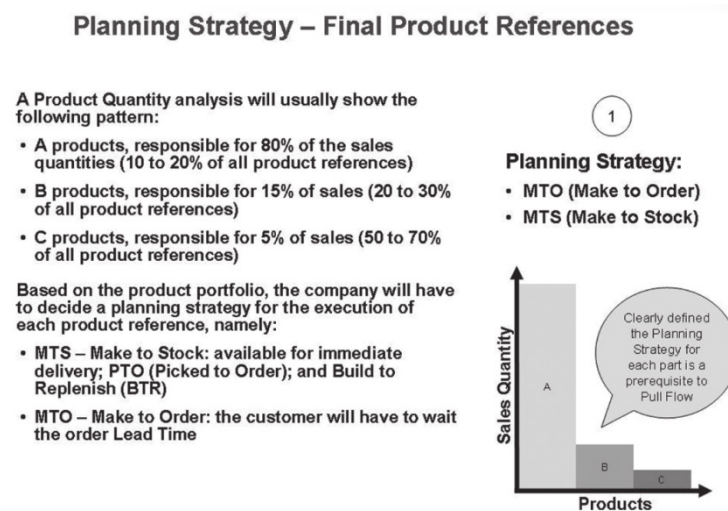 Planning Strategy – Final Product References
A Product Quantity analysis will usually show the
following pattern:
• A products, responsible for 80% of the sales
quantities (10 to 20% of all product references)
• B products, responsible for 15% of sales (20 to 30%
of all product references)
• C products, responsible for 5% of sales (50 to 70%
of all product references)
Based on the product portfolio, the company will have
to decide a planning strategy for the execution of
each product reference, namely:
• MTS – Make to Stock: available for immediate
delivery; PTO (Picked to Order); and Build to
Replenish (BTR)
• MTO – Make to Order: the customer will have to wait
the order Lead Time
1
Planning Strategy:
• MTO (Make to Order)
• MTS (Make to Stock)
Clearly defined
the Planning
Strategy for
each part is a
prerequisite to
Pull Flow
Sales Quantity
A
B
C
Products